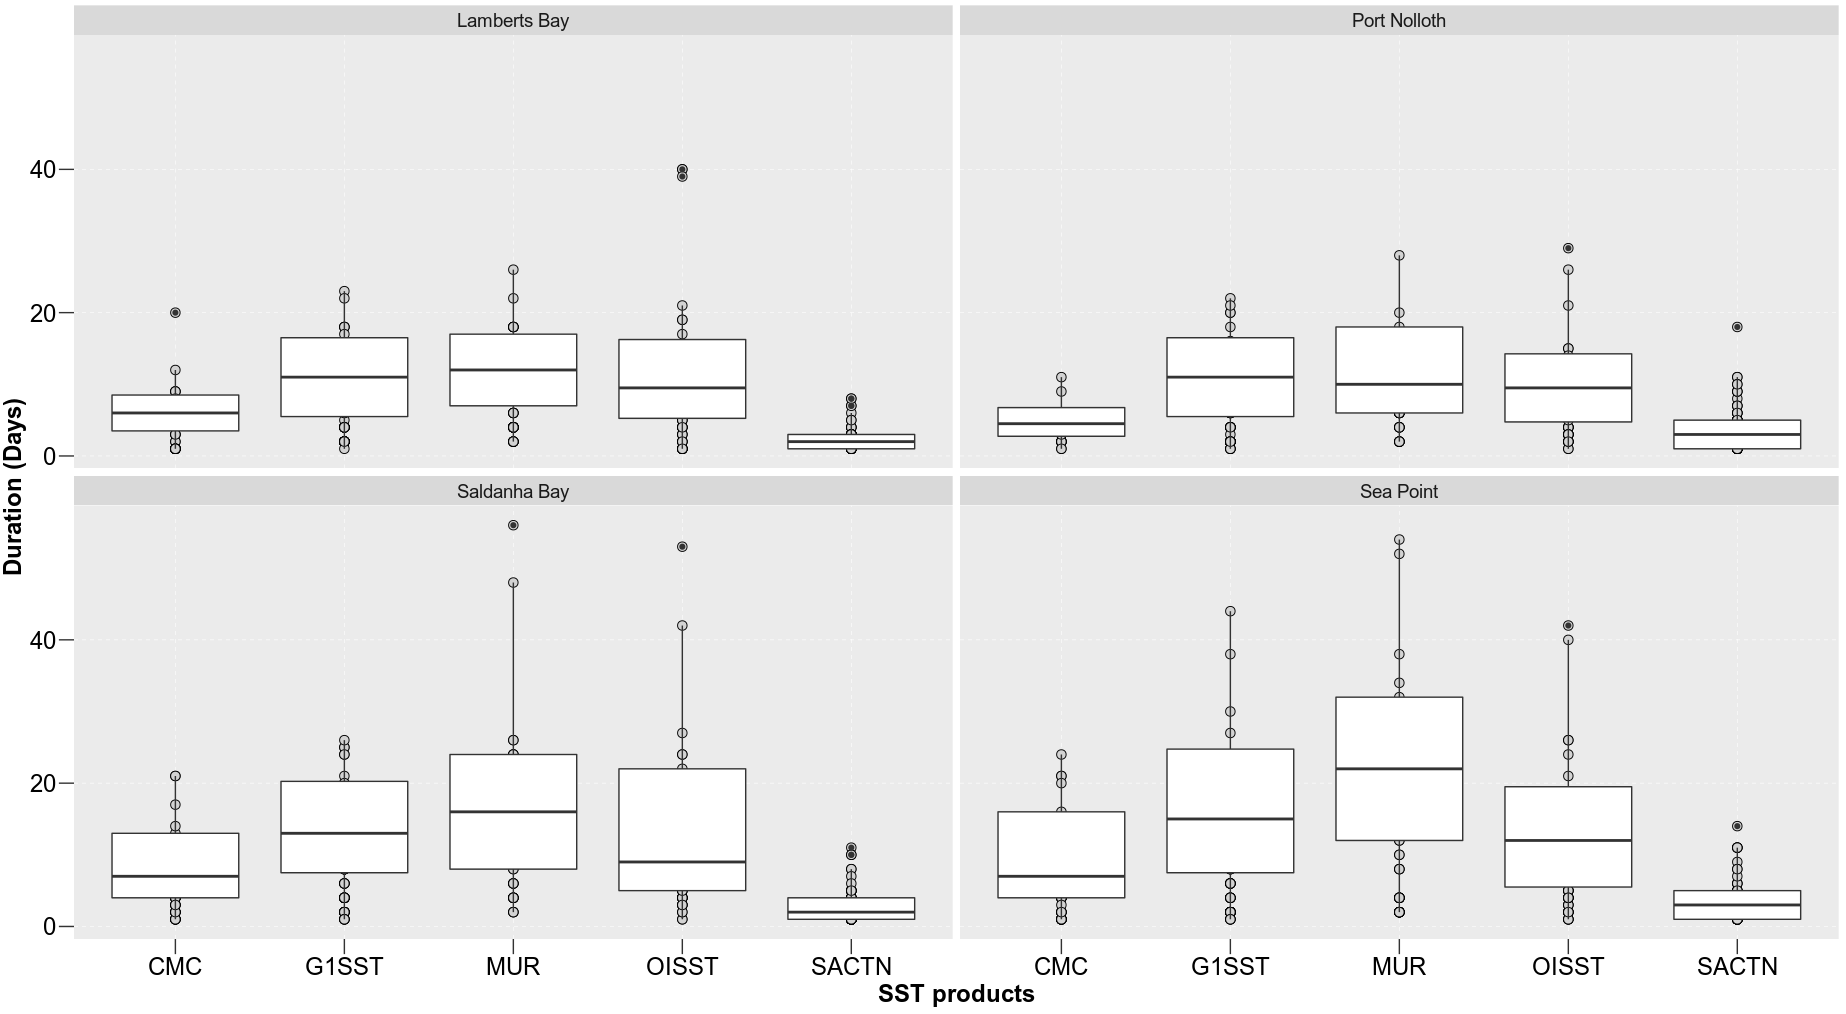 Lamberts Bay
Port Nolloth
40
20
0
Saldanha Bay
Sea Point
40
20
0
Duration (Days)
CMC G1SST MUR OISST SACTN CMC G1SST MUR OISST SACTN
SST products